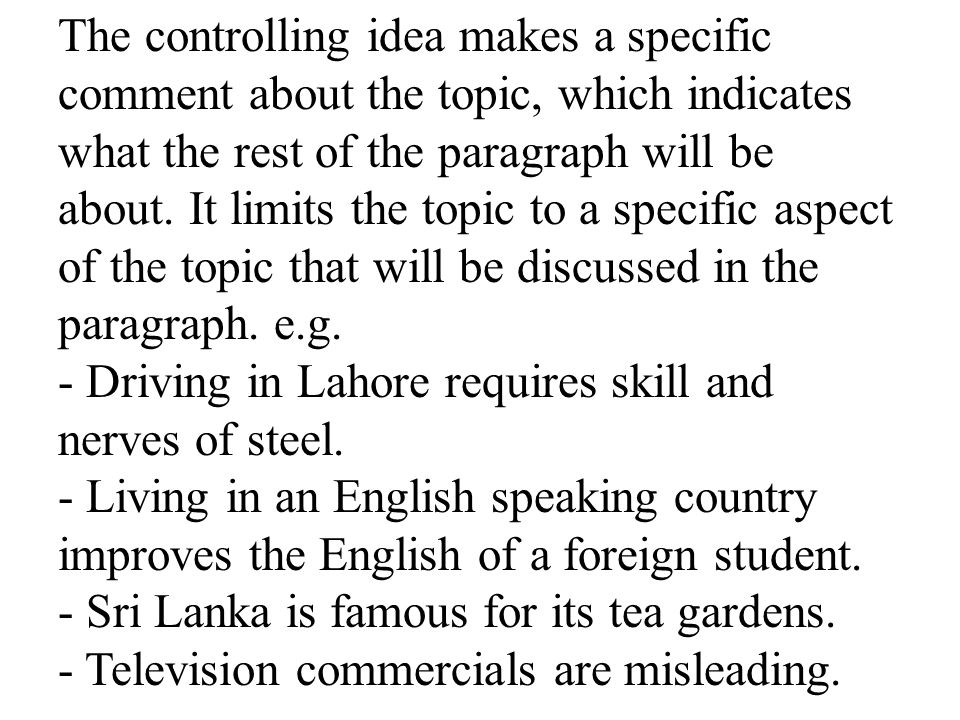 The controlling idea makes a specific
comment about the topic, which indicates
what the rest of the paragraph will be
about. It limits the topic to a specific aspect
of the topic that will be discussed in the
paragraph. e.g.
- Driving in Lahore requires skill and
nerves of steel.
- Living in an English speaking country
improves the English of a foreign student.
- Sri Lanka is famous for its tea gardens.
- Television commercials are misleading.